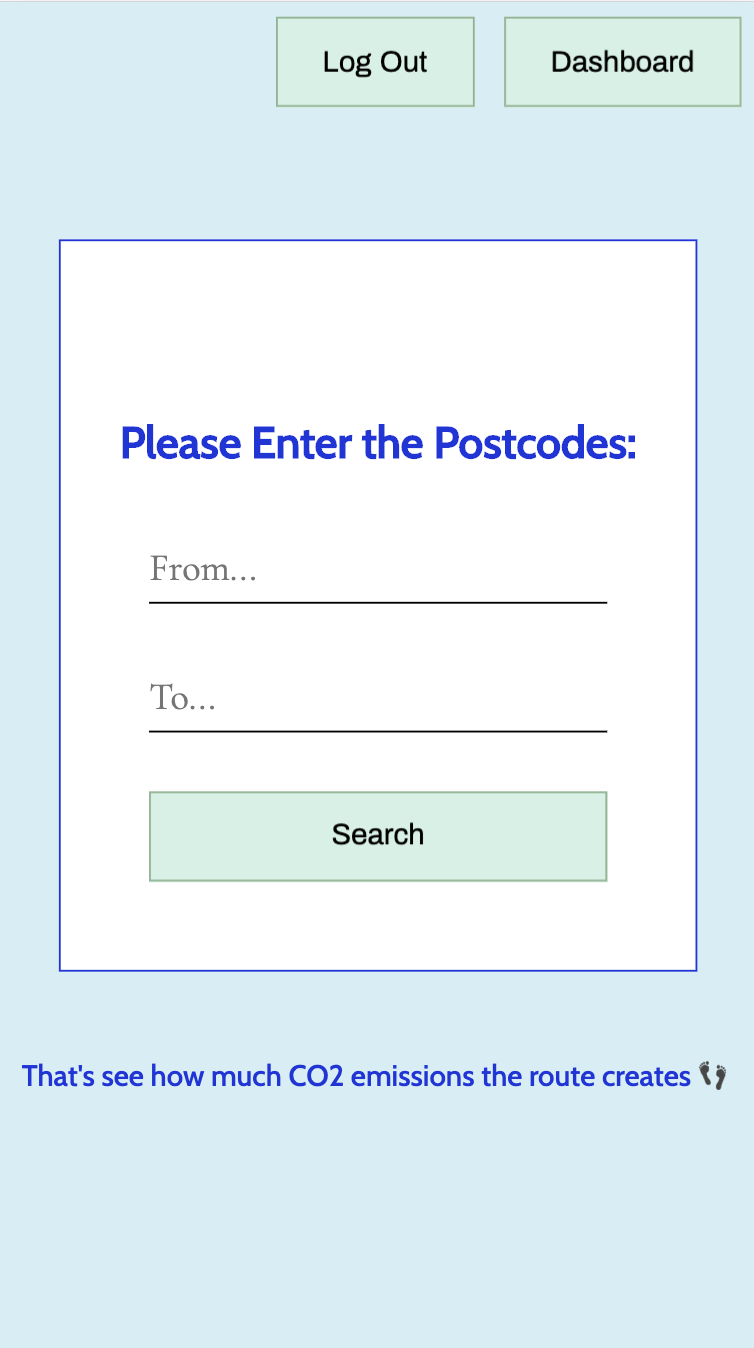 Log Out Dashboard
Please Enter the Postcodes:
From...
To...
Search
That's see how much CO2 emissions the route creates 👣